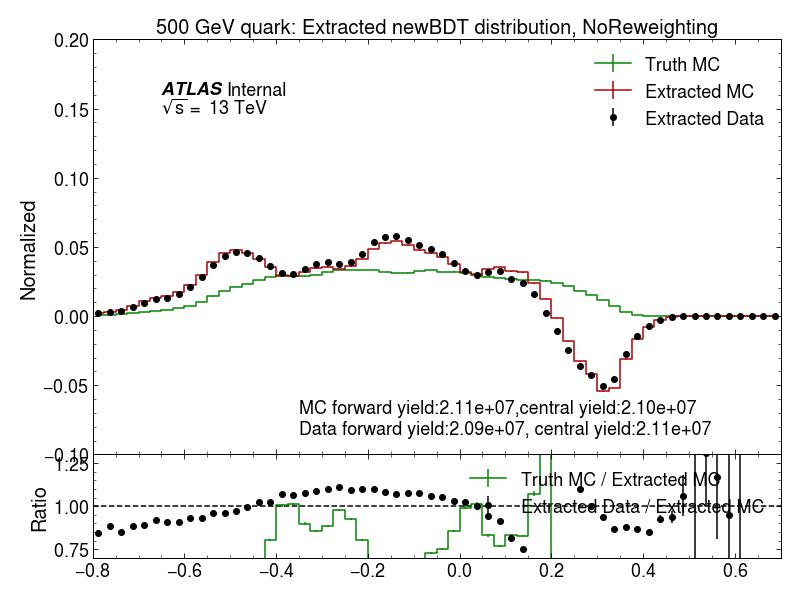 500 GeV quark: Extracted newBDT distribution, NoReweighting
0.20
0.15
0.10
0.05
0.00
−0.05
−0.10
Normalized
ATLAS Internal
√s = 13 TeV
Truth MC
Extracted MC
Extracted Data
MC forward yield:2.11e+07,central yield:2.10e+07
Data forward yield:2.09e+07, central yield:2.11e+07
1.25
1.00
0.75
Ratio
Truth MC / Extracted MC
Extracted Data / Extracted MC
−0.8 −0.6 −0.4 −0.2 0.0 0.2 0.4 0.6